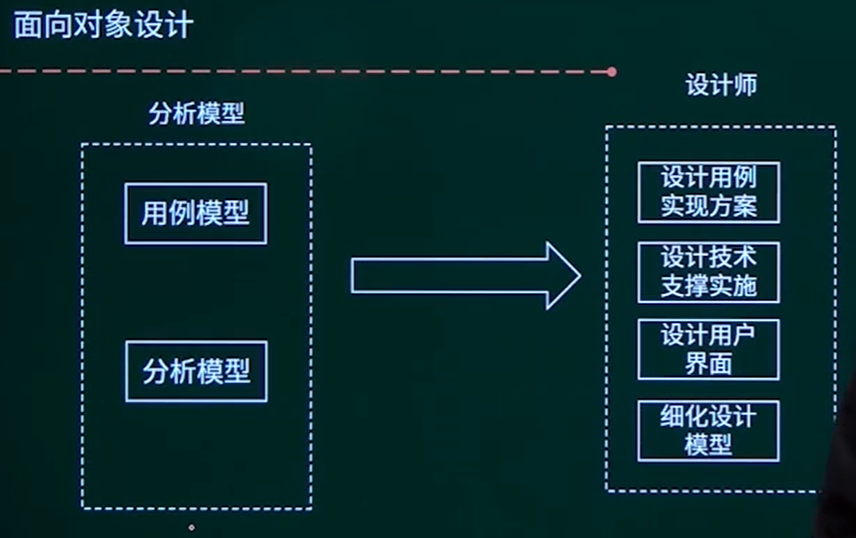 面向对象设计
设计师
分析模型
用例模型
分析模型
设计用例
实现方案
设计技术
支撑实施
设计用户
界面
细化设计
模型